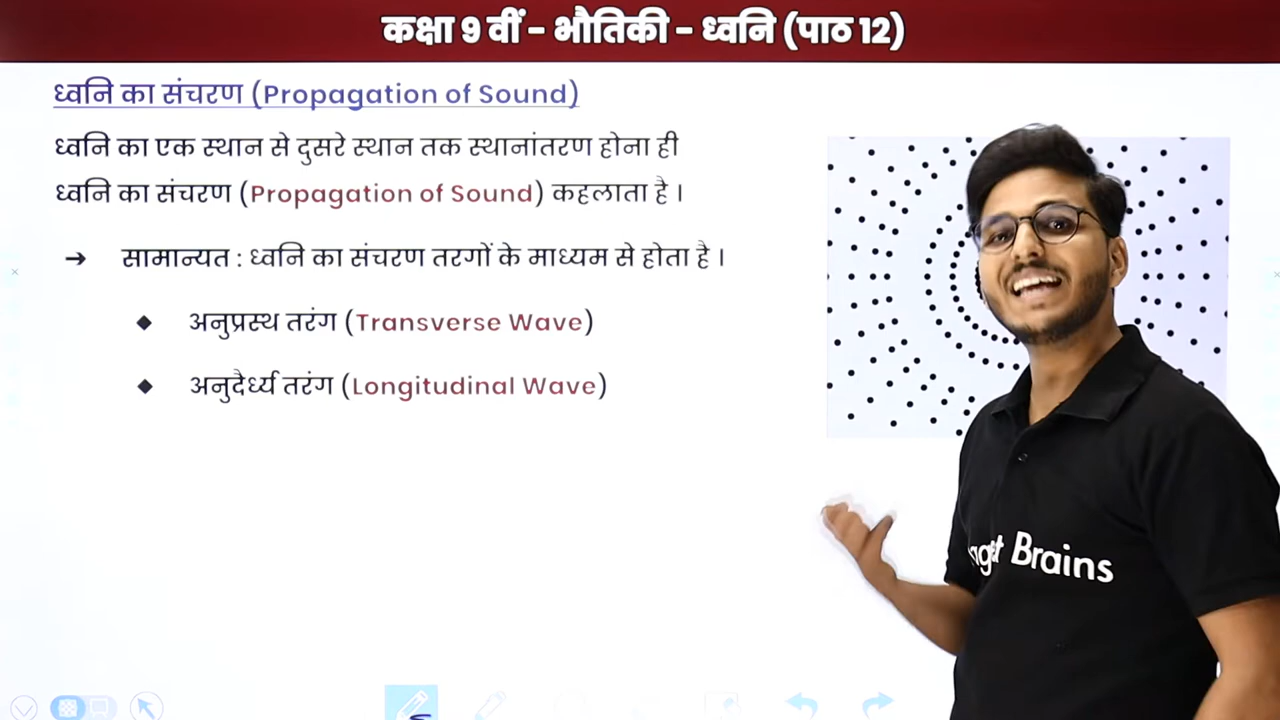 कक्षा 9 वीं - भौतिकी - ध्वनि (पाठ 12)
ध्वनि का संचरण (Propagation of Sound)
ध्वनि का एक स्थान से दुसरे स्थान तक स्थानांतरण होना ही
ध्वनि का संचरण (Propagation of Sound) कहलाता है ।
➔ सामान्यत : ध्वनि का संचरण तरगों के माध्यम से होता है ।
◆ अनुप्रस्थ तरंग (Transverse Wave)
◆ अनुदैर्ध्य तरंग (Longitudinal Wave)
Brains